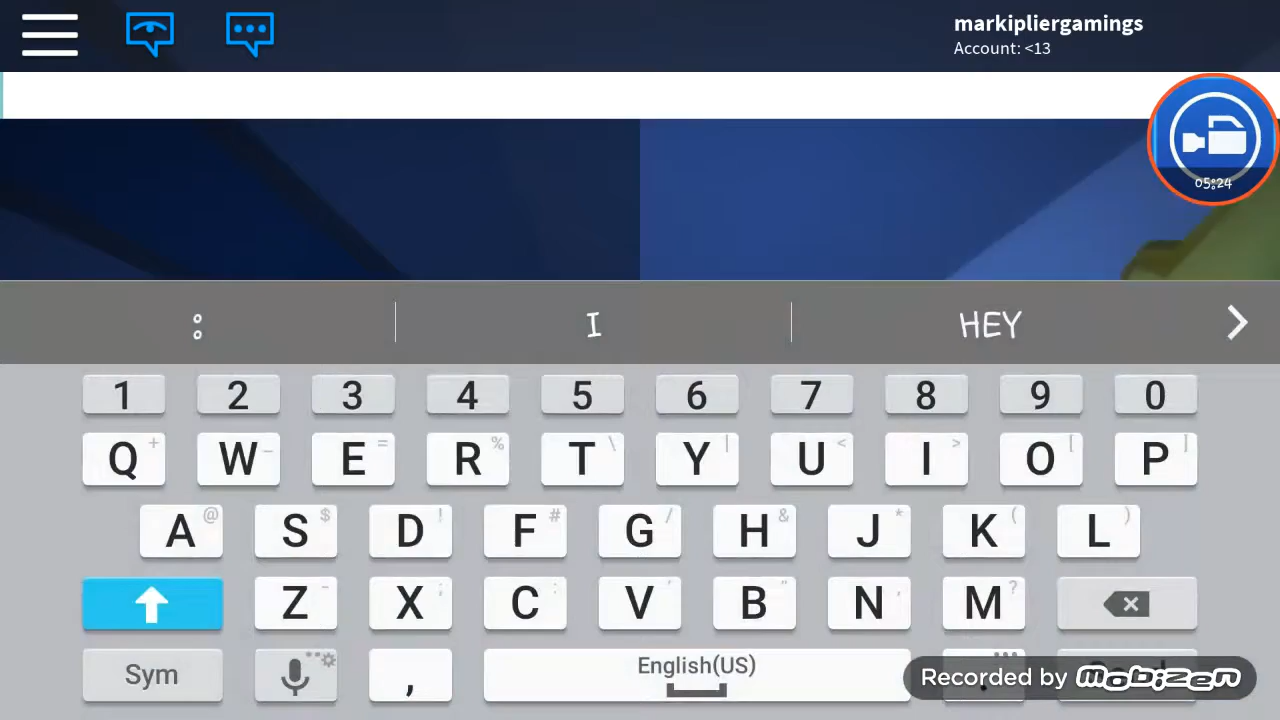 markipliergamings
Account: <13
05:24
: I HEY
1 2 3 4 5 6 7 8 9 0
Q + W - E = R % T \ Y | U < I > O [ P ]
A @ S $ D ! F # G / H & J * K ( L )
Z - X ; C : V ' B " N , M ?
Sym , English(US)
Recorded by mobizen